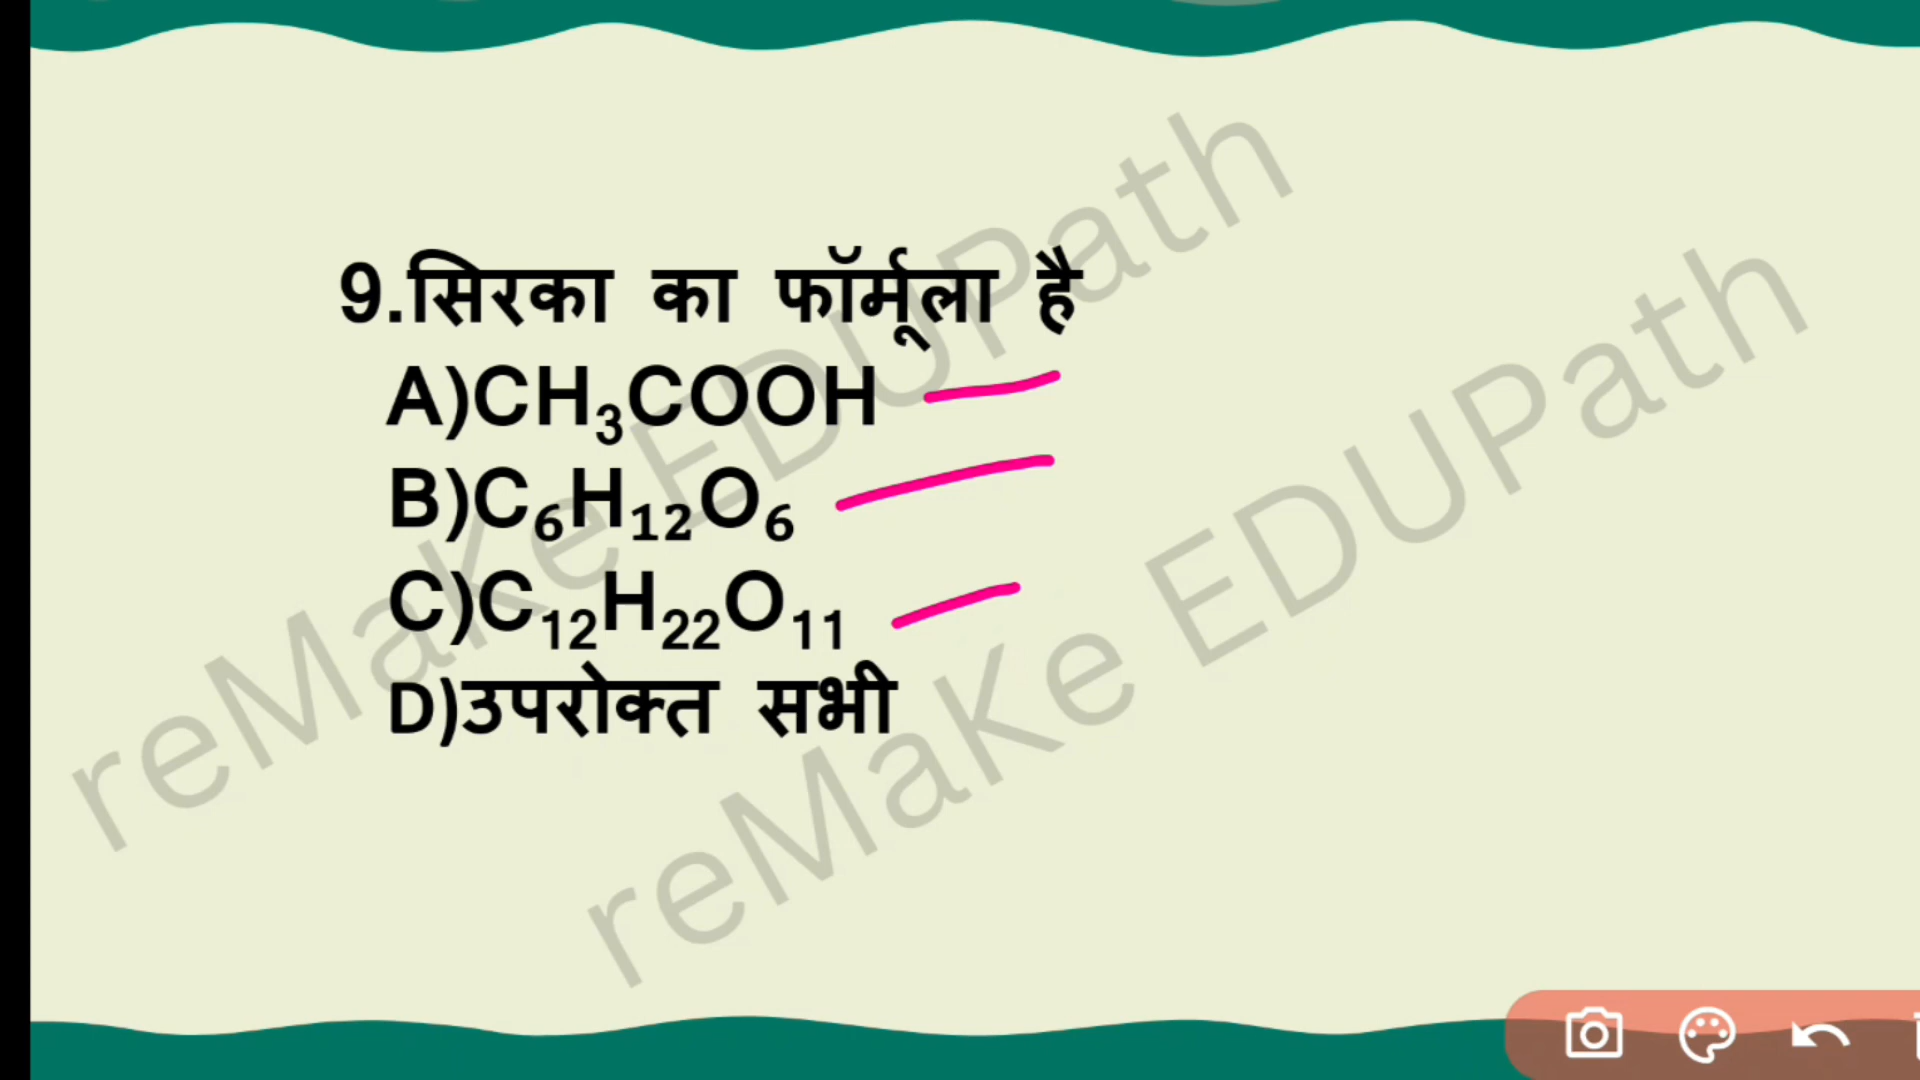 9.सिरका का फॉर्मूला है
A)CH₃COOH
B)C₆H₁₂O₆
C)C₁₂H₂₂O₁₁
D)उपरोक्त सभी
reMaKe EDUPath
reMaKe EDUPath